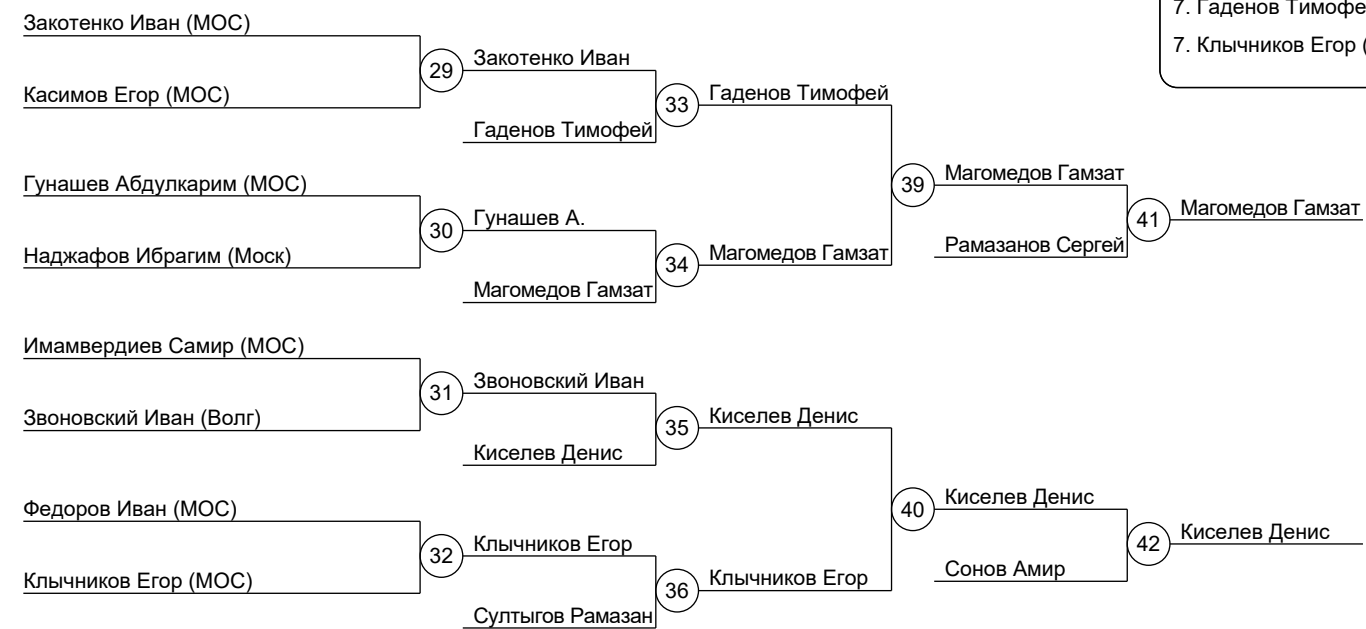 7. Гаденов Тимофе
7. Клычников Егор (
Закотенко Иван (МОС)
29
Закотенко Иван
Касимов Егор (МОС)
33
Гаденов Тимофей
Гаденов Тимофей
Гунашев Абдулкарим (МОС)
30
Гунашев А.
Наджафов Ибрагим (Моск)
34
Магомедов Гамзат
Магомедов Гамзат
39
Магомедов Гамзат
Рамазанов Сергей
41
Магомедов Гамзат
Имамвердиев Самир (МОС)
31
Звоновский Иван
Звоновский Иван (Волг)
35
Киселев Денис
Киселев Денис
Федоров Иван (МОС)
32
Клычников Егор
Клычников Егор (МОС)
36
Клычников Егор
Султыгов Рамазан
40
Киселев Денис
Сонов Амир
42
Киселев Денис